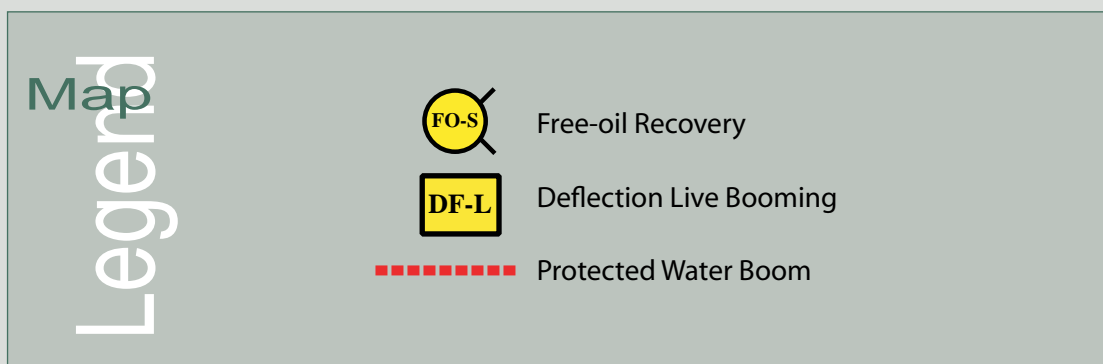 Map
Legend
FO-S Free-oil Recovery
DF-L Deflection Live Booming
Protected Water Boom